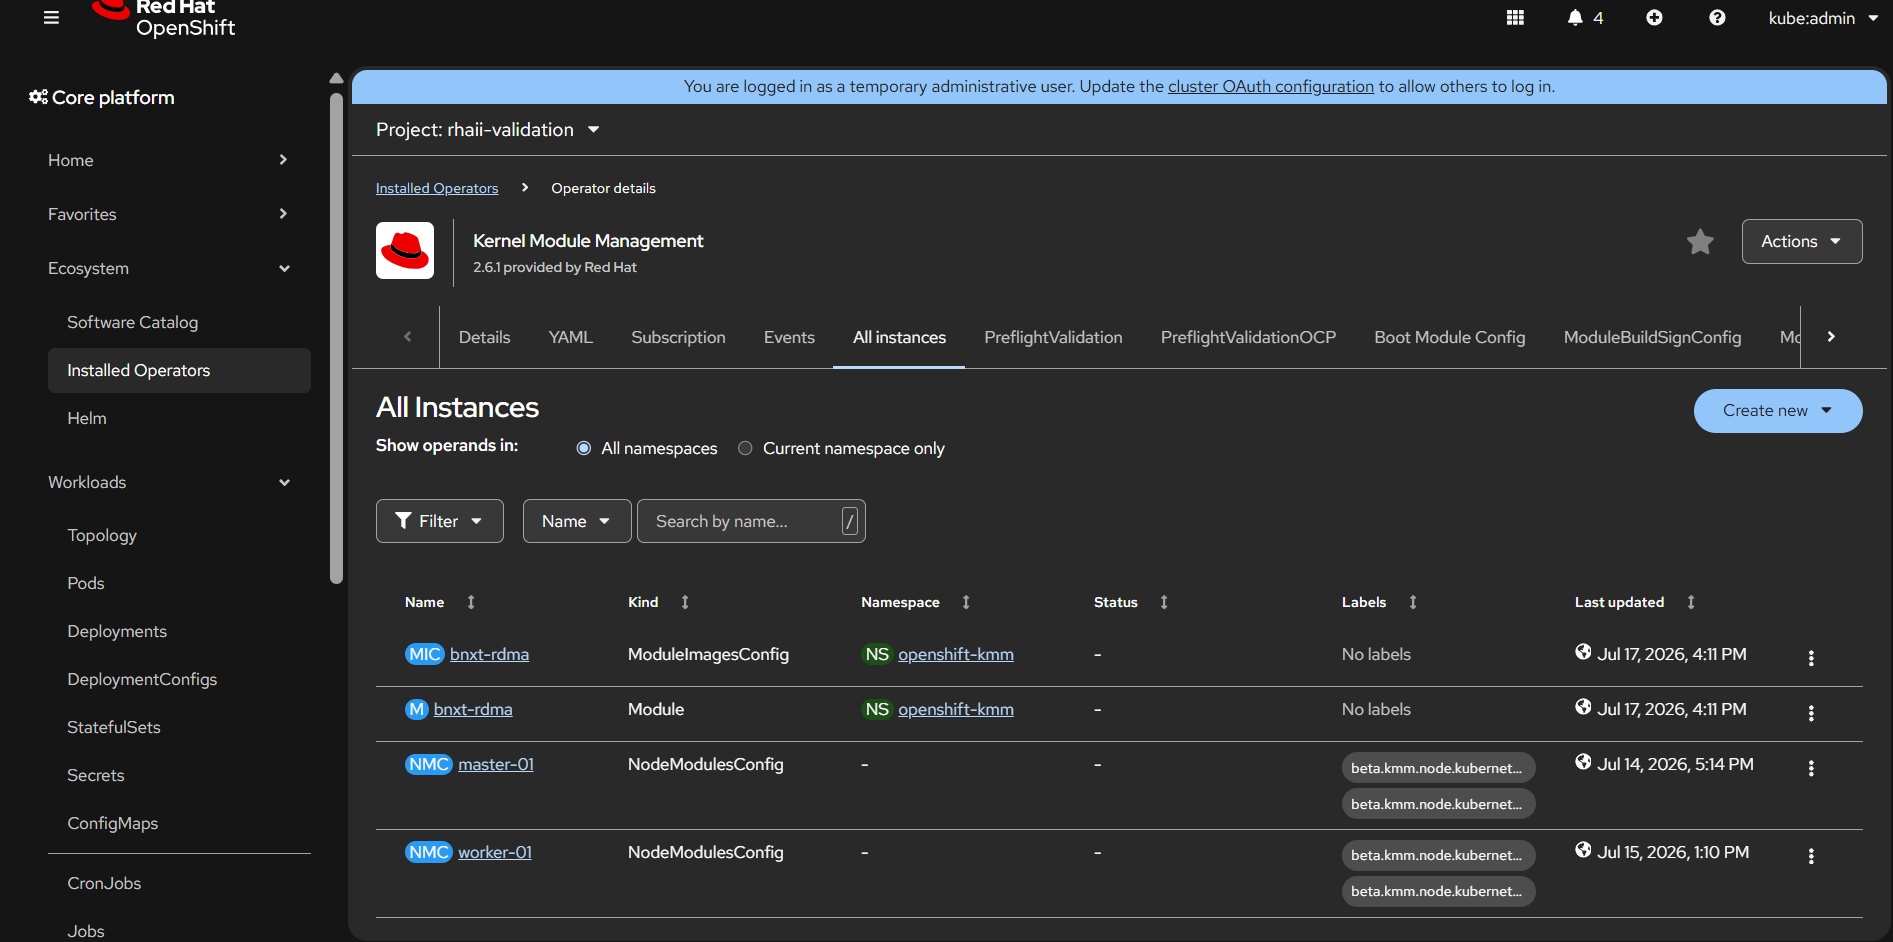 Red Hat
OpenShift
4
kube:admin
Core platform
Home
Favorites
Ecosystem
Software Catalog
Installed Operators
Helm
Workloads
Topology
Pods
Deployments
DeploymentConfigs
StatefulSets
Secrets
ConfigMaps
CronJobs
Jobs
You are logged in as a temporary administrative user. Update the cluster OAuth configuration to allow others to log in.
Project: rhaii-validation
Installed Operators Operator details
Kernel Module Management
2.6.1 provided by Red Hat
Actions
Details YAML Subscription Events All instances PreflightValidation PreflightValidationOCP Boot Module Config ModuleBuildSignConfig Mo
All Instances
Create new
Show operands in: All namespaces Current namespace only
Filter Name Search by name... /
Name Kind Namespace Status Labels Last updated
MIC bnxt-rdma ModuleImagesConfig NS openshift-kmm - No labels Jul 17, 2026, 4:11 PM
M bnxt-rdma Module NS openshift-kmm - No labels Jul 17, 2026, 4:11 PM
NMC master-01 NodeModulesConfig - - beta.kmm.node.kubernet... Jul 14, 2026, 5:14 PM
beta.kmm.node.kubernet...
NMC worker-01 NodeModulesConfig - - beta.kmm.node.kubernet... Jul 15, 2026, 1:10 PM
beta.kmm.node.kubernet...